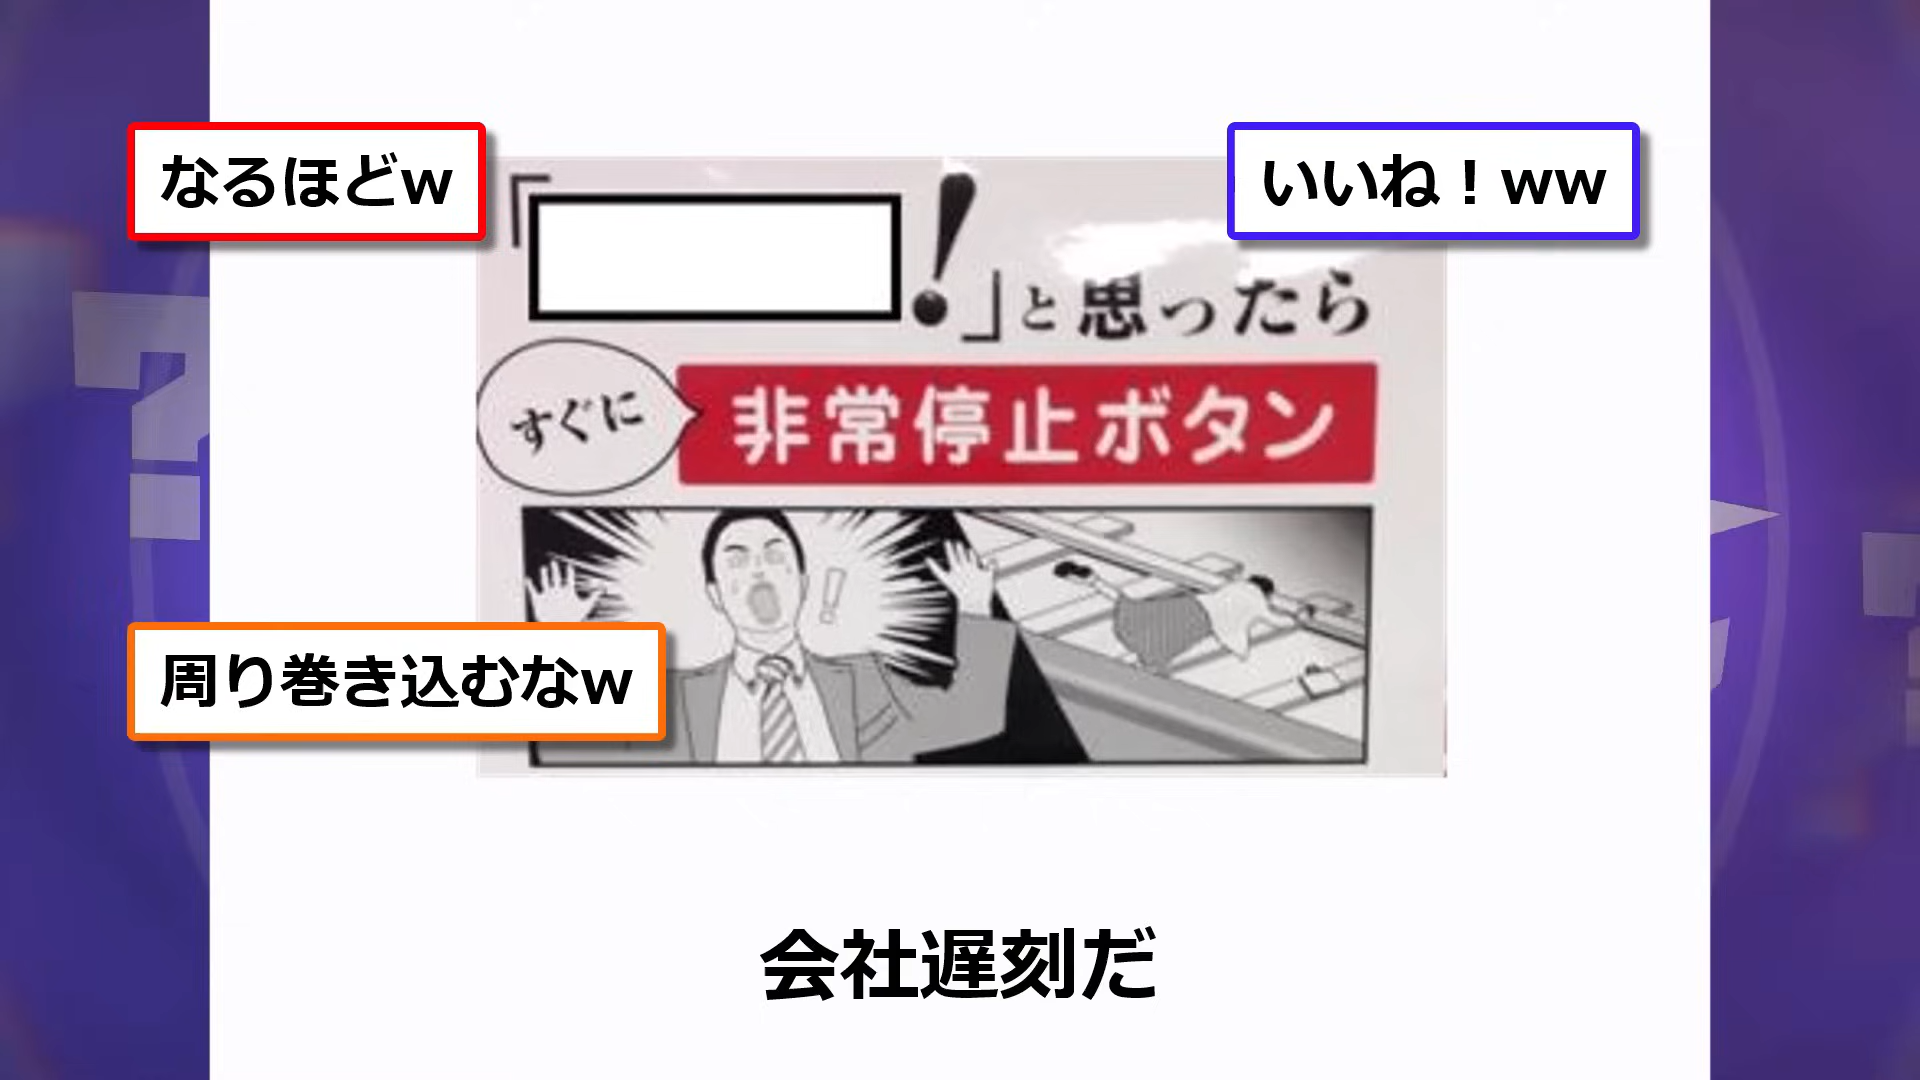 なるほどw
いいね！ww
「 ！」と思ったら
すぐに
非常停止ボタン
！
周り巻き込むなw
会社遅刻だ